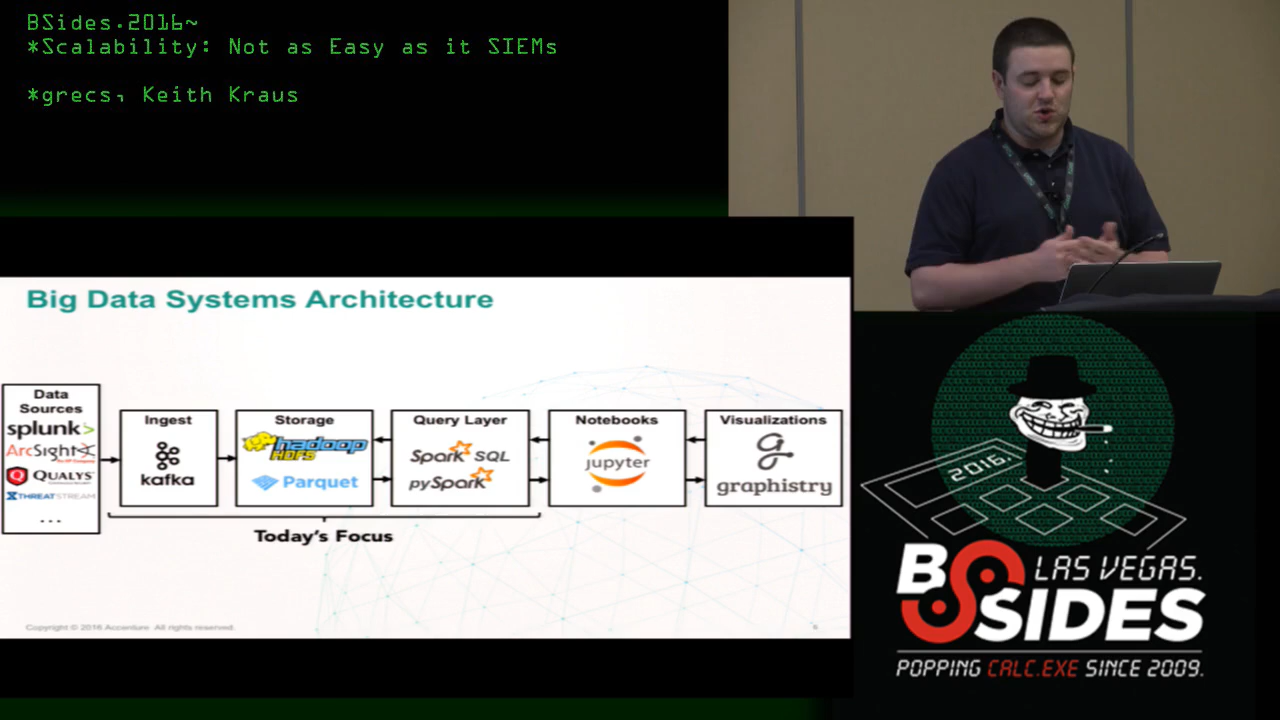 BSides.2016~
*Scalability: Not as Easy as it SIEMs
*grecs, Keith Kraus
Big Data Systems Architecture
Data
Sources
splunk>
ArcSight
QUALYS
THREATSTREAM
...
Ingest
kafka
Storage
hadoop
HDFS
Parquet
Query Layer
Spark SQL
pySpark
Notebooks
jupyter
Visualizations
graphistry
Today's Focus
Copyright © 2016 Accenture All rights reserved.
2016.
BSIDES
LAS VEGAS.
POPPING CALC.EXE SINCE 2009.